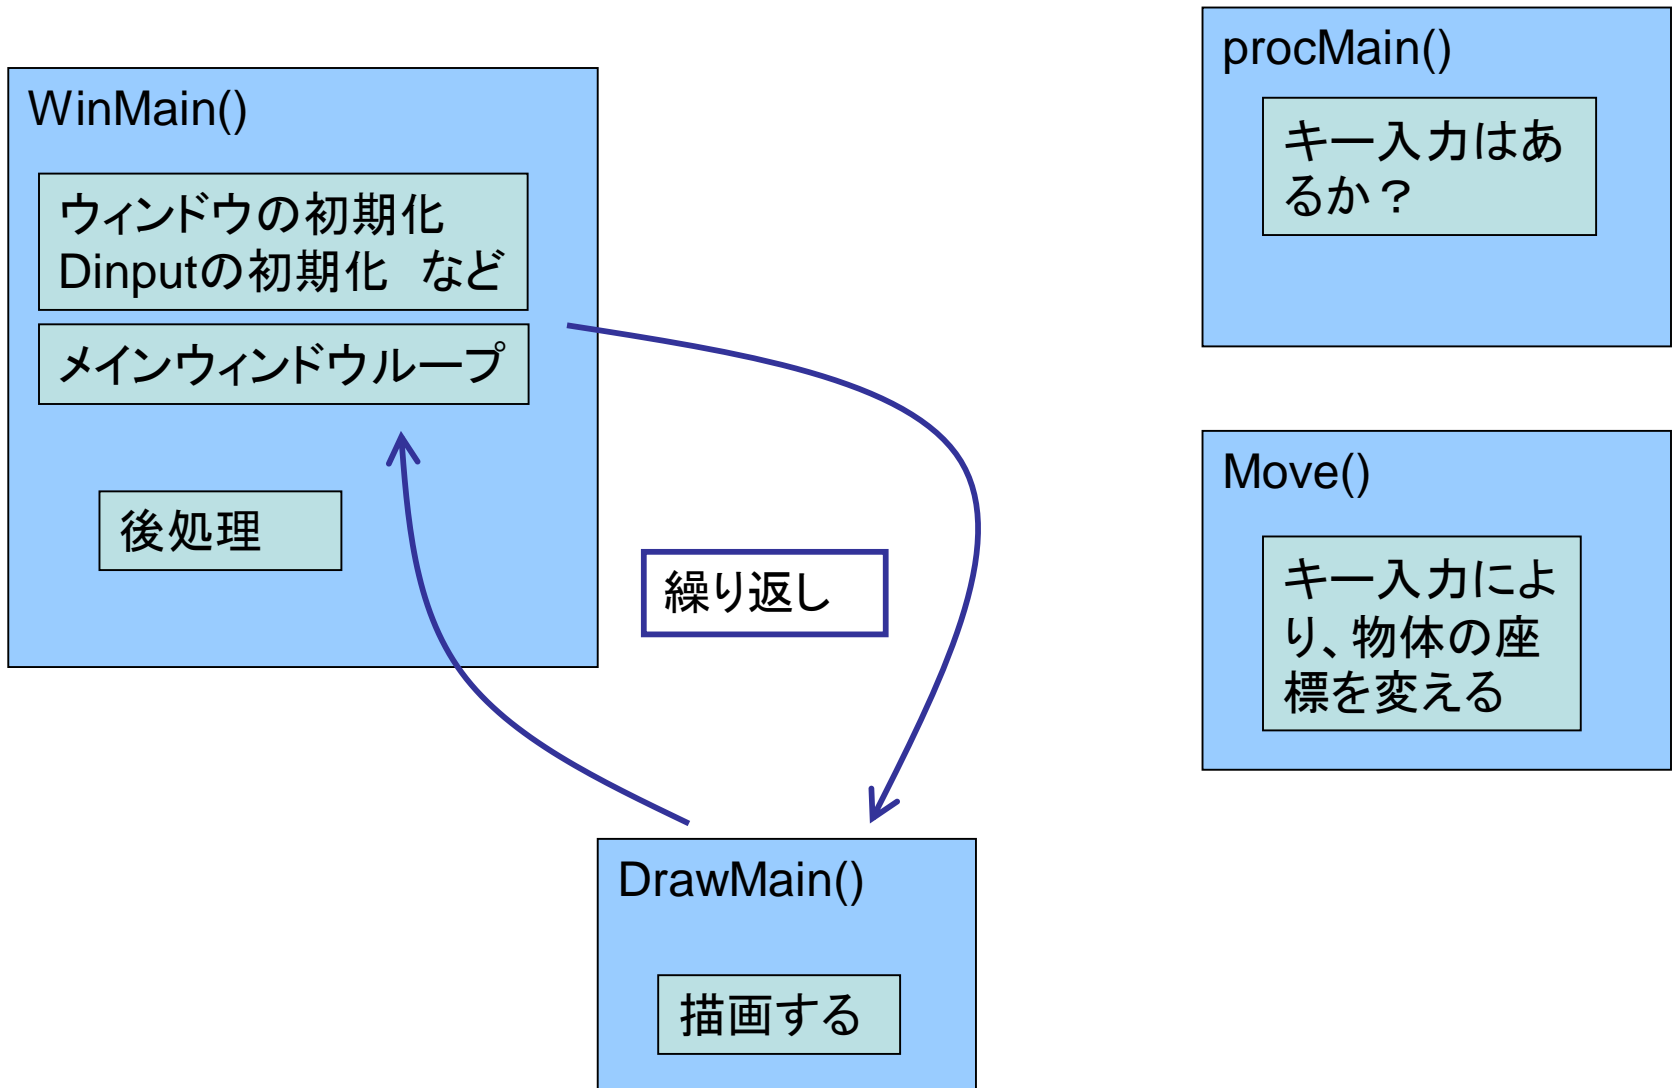 WinMain()
ウィンドウの初期化
Dinputの初期化　など
メインウィンドウループ
後処理
繰り返し
DrawMain()
描画する
procMain()
キー入力はあ
るか？
Move()
キー入力によ
り、物体の座
標を変える